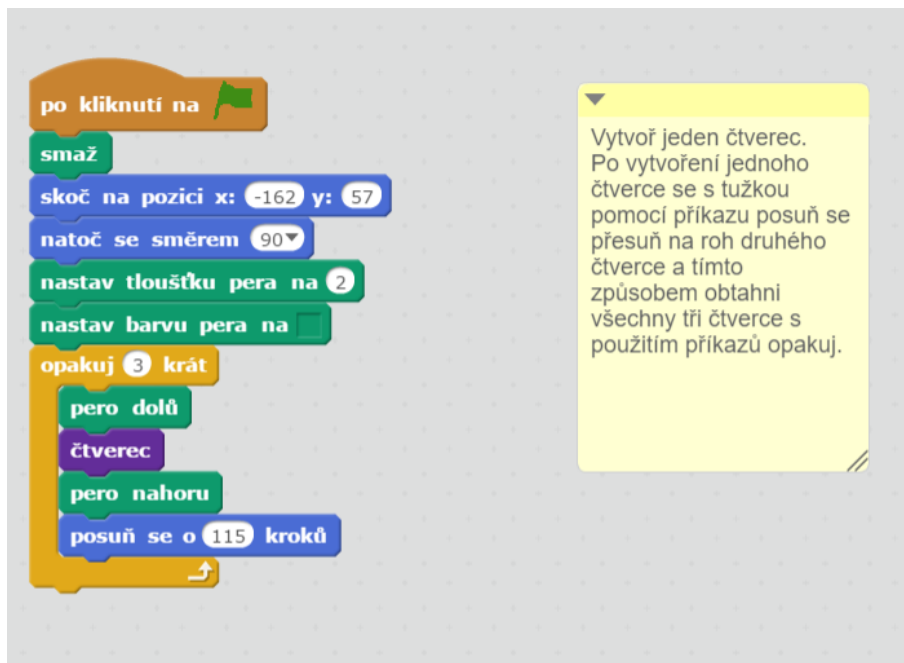 po kliknutí na
smaž
skoč na pozici x: -162 y: 57
natoč se směrem 90
nastav tloušťku pera na 2
nastav barvu pera na
opakuj 3 krát
pero dolů
čtverec
pero nahoru
posuň se o 115 kroků
Vytvoř jeden čtverec.
Po vytvoření jednoho
čtverce se s tužkou
pomocí příkazu posuň se
přesuň na roh druhého
čtverce a tímto
způsobem obtahni
všechny tři čtverce s
použitím příkazů opakuj.